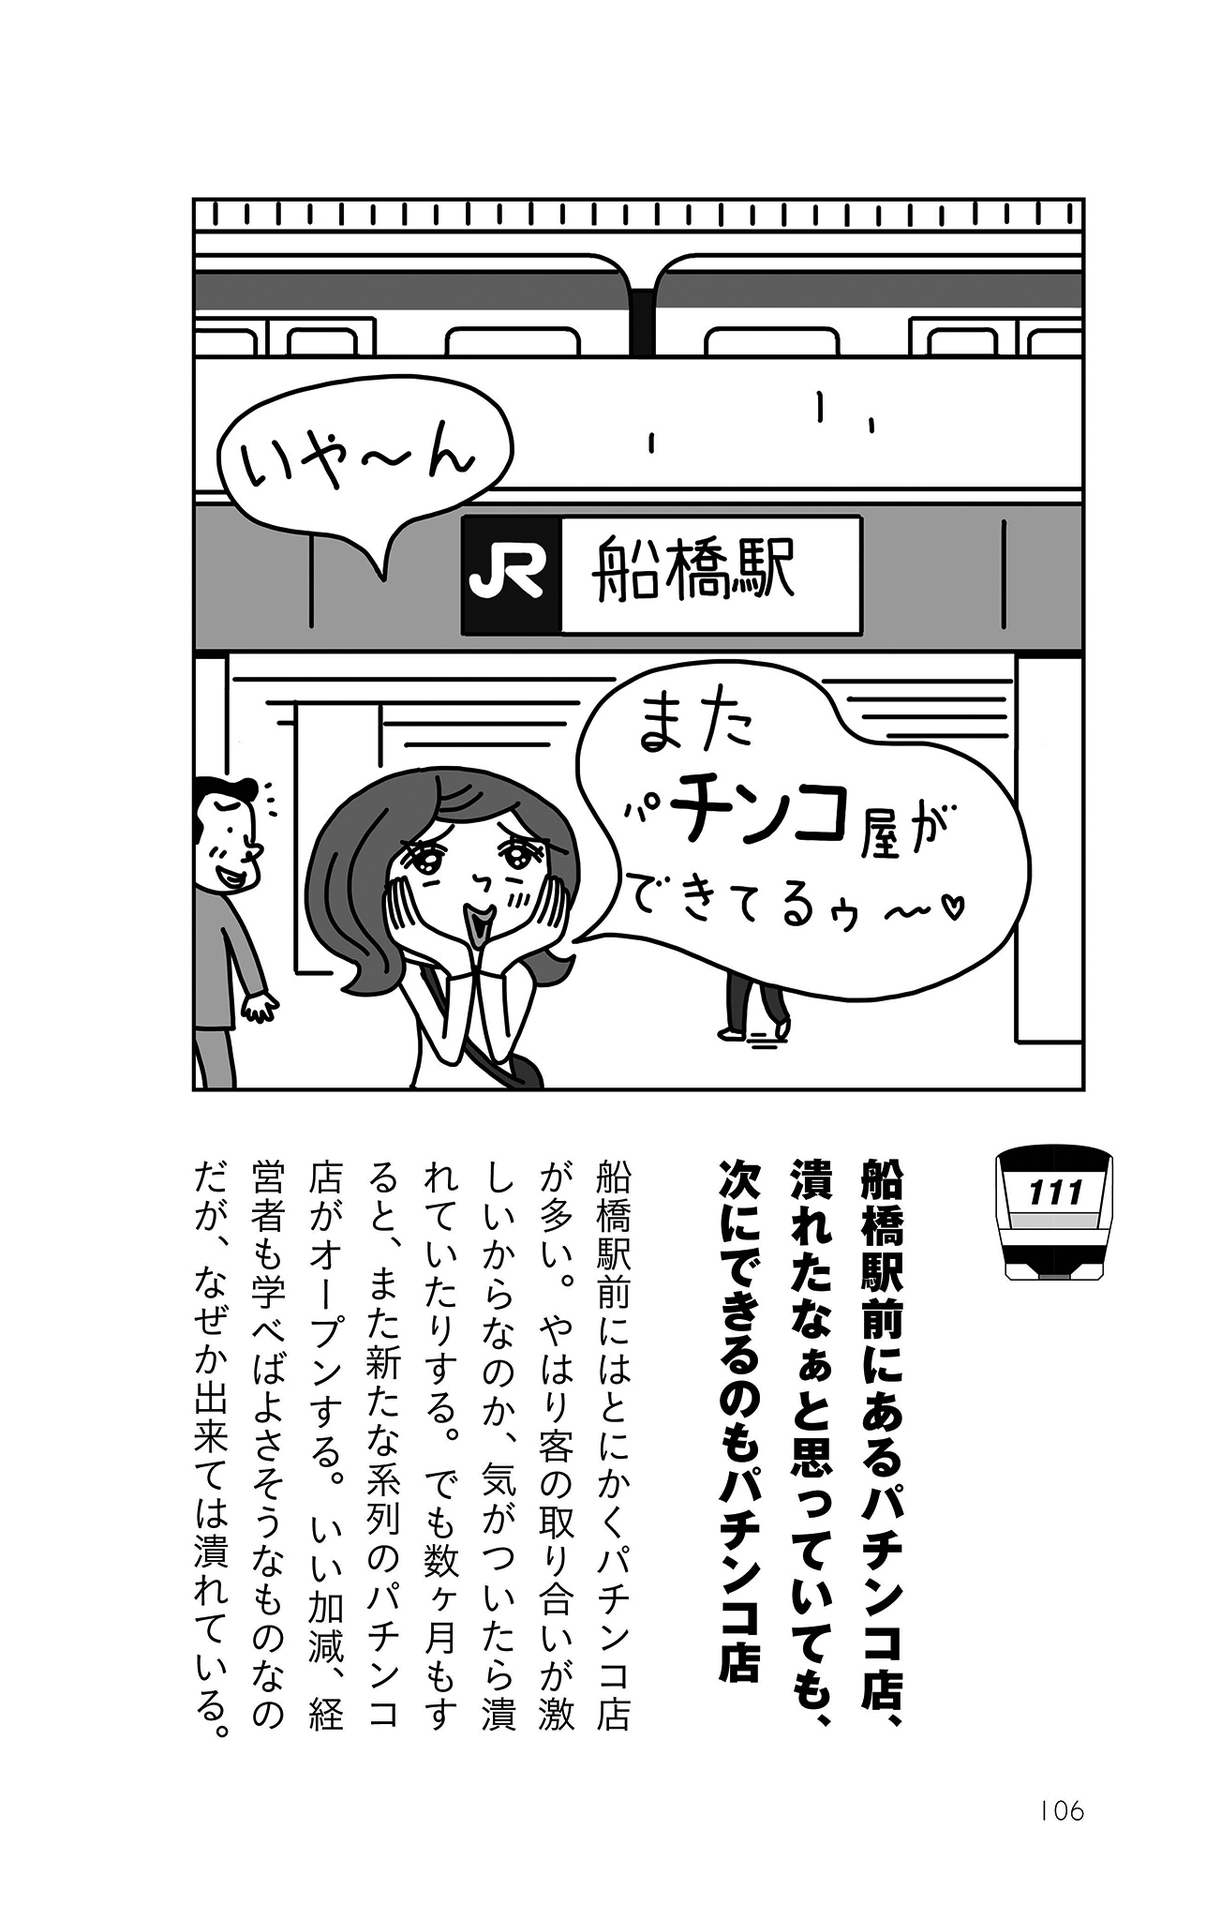 いや〜ん
JR 船橋駅
また
パチンコ屋が
できてるゥ〜♡
111
船橋駅前にあるパチンコ店、
潰れたなぁと思っていても、
次にできるのもパチンコ店
船橋駅前にはとにかくパチンコ店
が多い。やはり客の取り合いが激
しいからなのか、気がついたら潰
れていたりする。でも数ヶ月もす
ると、また新たな系列のパチンコ
店がオープンする。いい加減、経
営者も学べばよさそうなものなの
だが、なぜか出来ては潰れている。
106